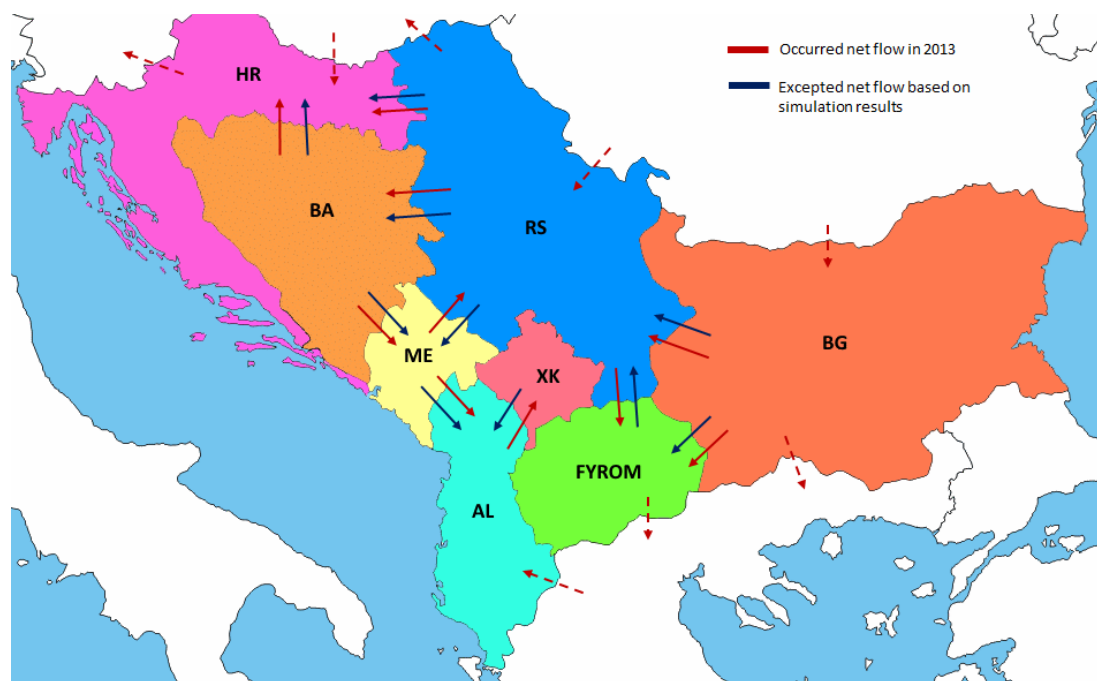 Occurred net flow in 2013
Excepted net flow based on
simulation results
HR
BA
RS
ME
XK
BG
FYROM
AL